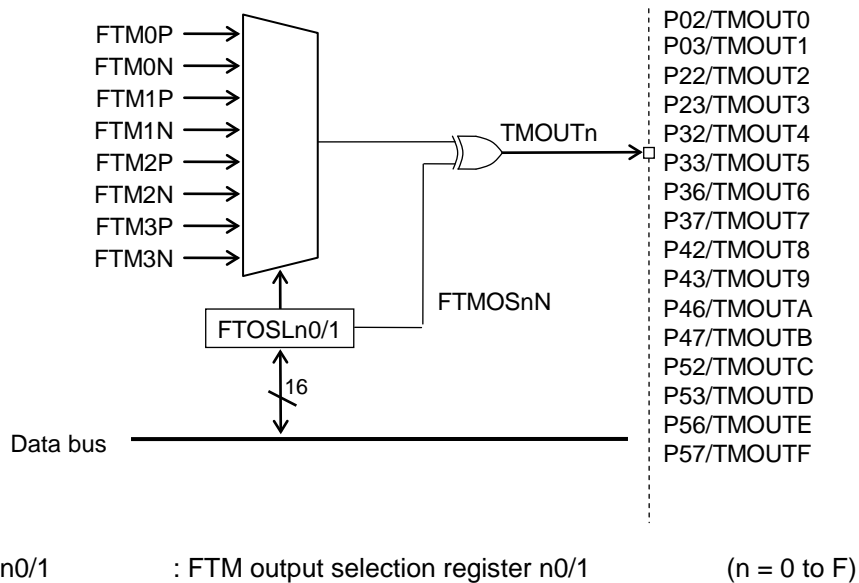 FTM0P
FTM0N
FTM1P
FTM1N
FTM2P
FTM2N
FTM3P
FTM3N
FTOSLn0/1
16
Data bus
FTMOSnN
TMOUTn
P02/TMOUT0
P03/TMOUT1
P22/TMOUT2
P23/TMOUT3
P32/TMOUT4
P33/TMOUT5
P36/TMOUT6
P37/TMOUT7
P42/TMOUT8
P43/TMOUT9
P46/TMOUTA
P47/TMOUTB
P52/TMOUTC
P53/TMOUTD
P56/TMOUTE
P57/TMOUTF
n0/1 : FTM output selection register n0/1 (n = 0 to F)